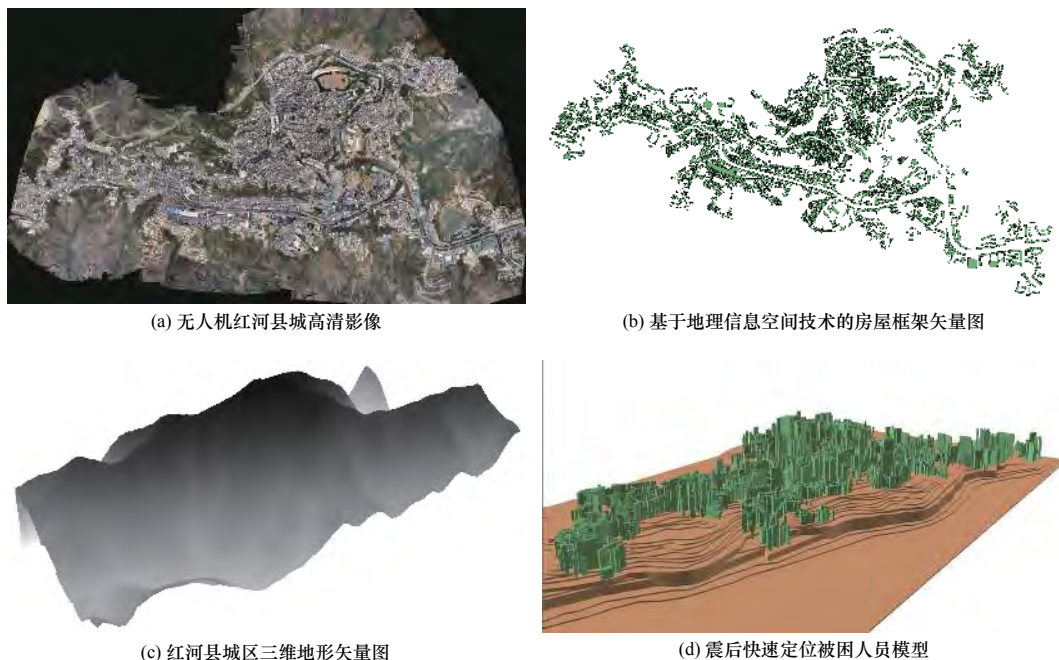 (a) 无人机红河县城高清影像
(b) 基于地理信息空间技术的房屋框架矢量图
(c) 红河县城区三维地形矢量图
(d) 震后快速定位被困人员模型